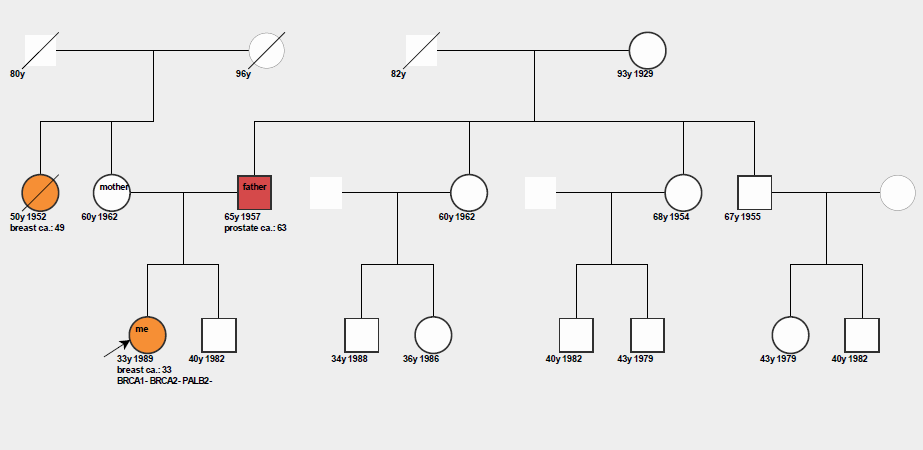 80y
96y
82y
93y 1929
mother
father
50y 1952
breast ca.: 49
60y 1962
65y 1957
prostate ca.: 63
60y 1962
68y 1954
67y 1955
me
33y 1989
breast ca.: 33
BRCA1- BRCA2- PALB2-
40y 1982
34y 1988
36y 1986
40y 1982
43y 1979
43y 1979
40y 1982